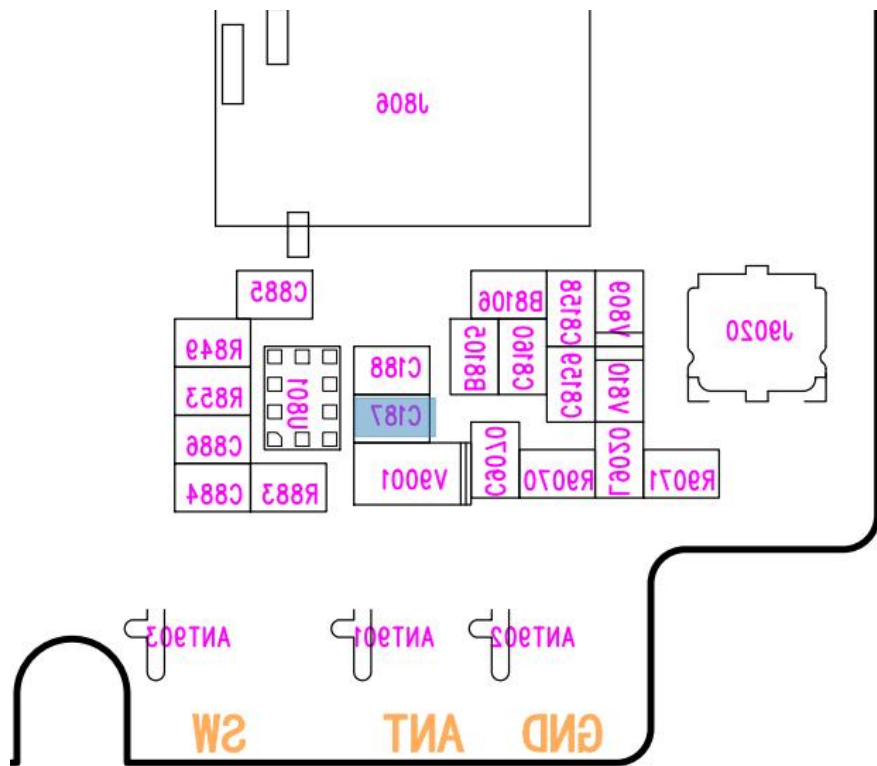 J806
C885
B8106
C8158
V809
J9020
R849
C188
B8105
C8160
C8159
V810
R853
U801
C187
C886
C884
R883
V9001
C9070
R9070
L9020
R9071
ANT903
ANT901
ANT902
SW
ANT
GND